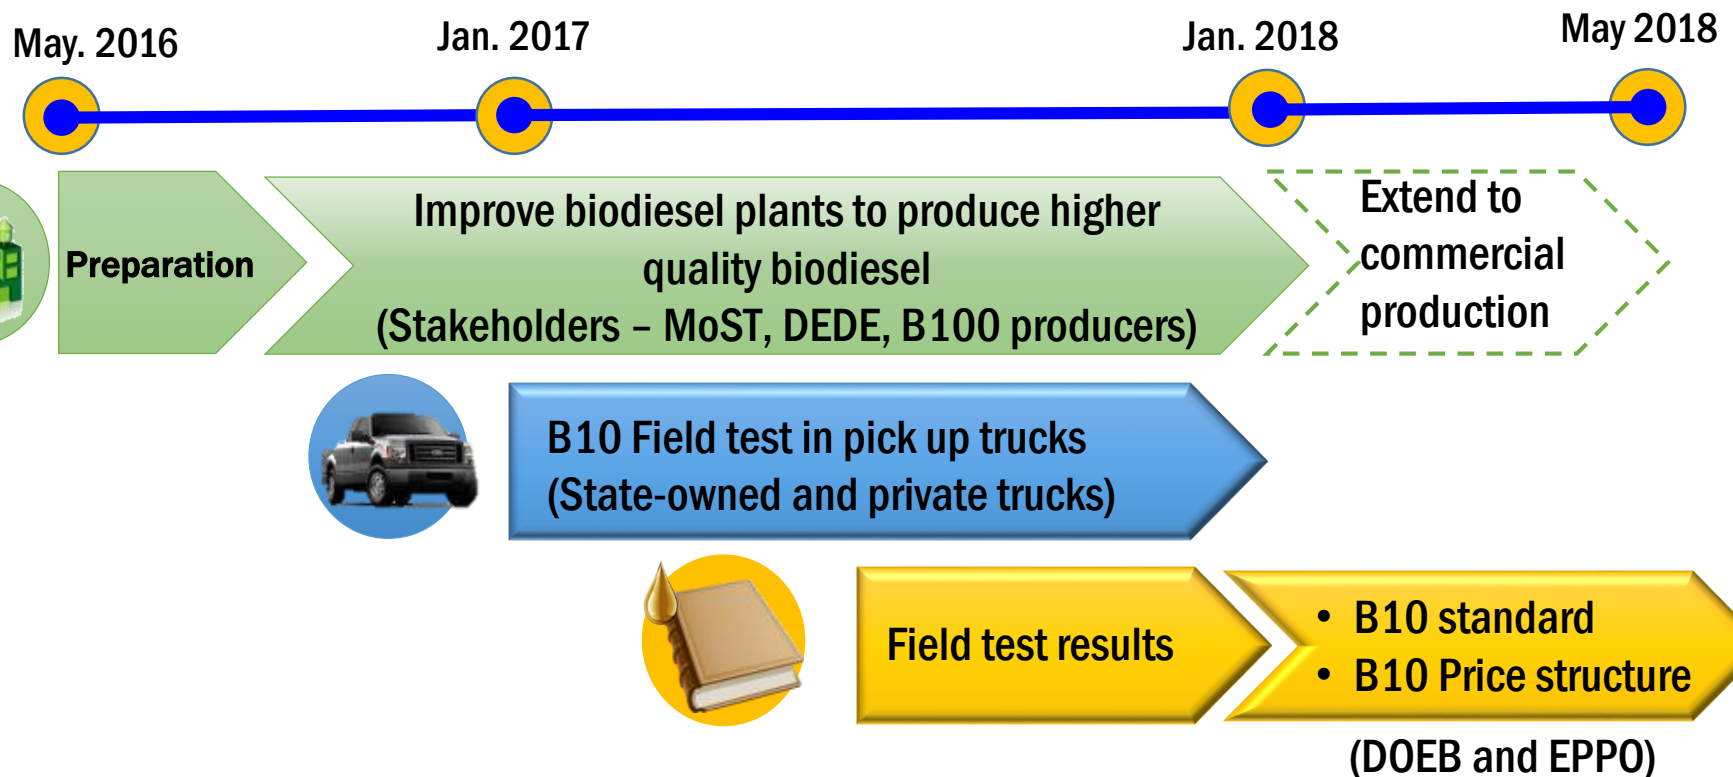 May. 2016
Jan. 2017
Jan. 2018
May 2018
Preparation
Improve biodiesel plants to produce higher
quality biodiesel
(Stakeholders – MoST, DEDE, B100 producers)
Extend to
commercial
production
B10 Field test in pick up trucks
(State-owned and private trucks)
Field test results
• B10 standard
• B10 Price structure
(DOEB and EPPO)